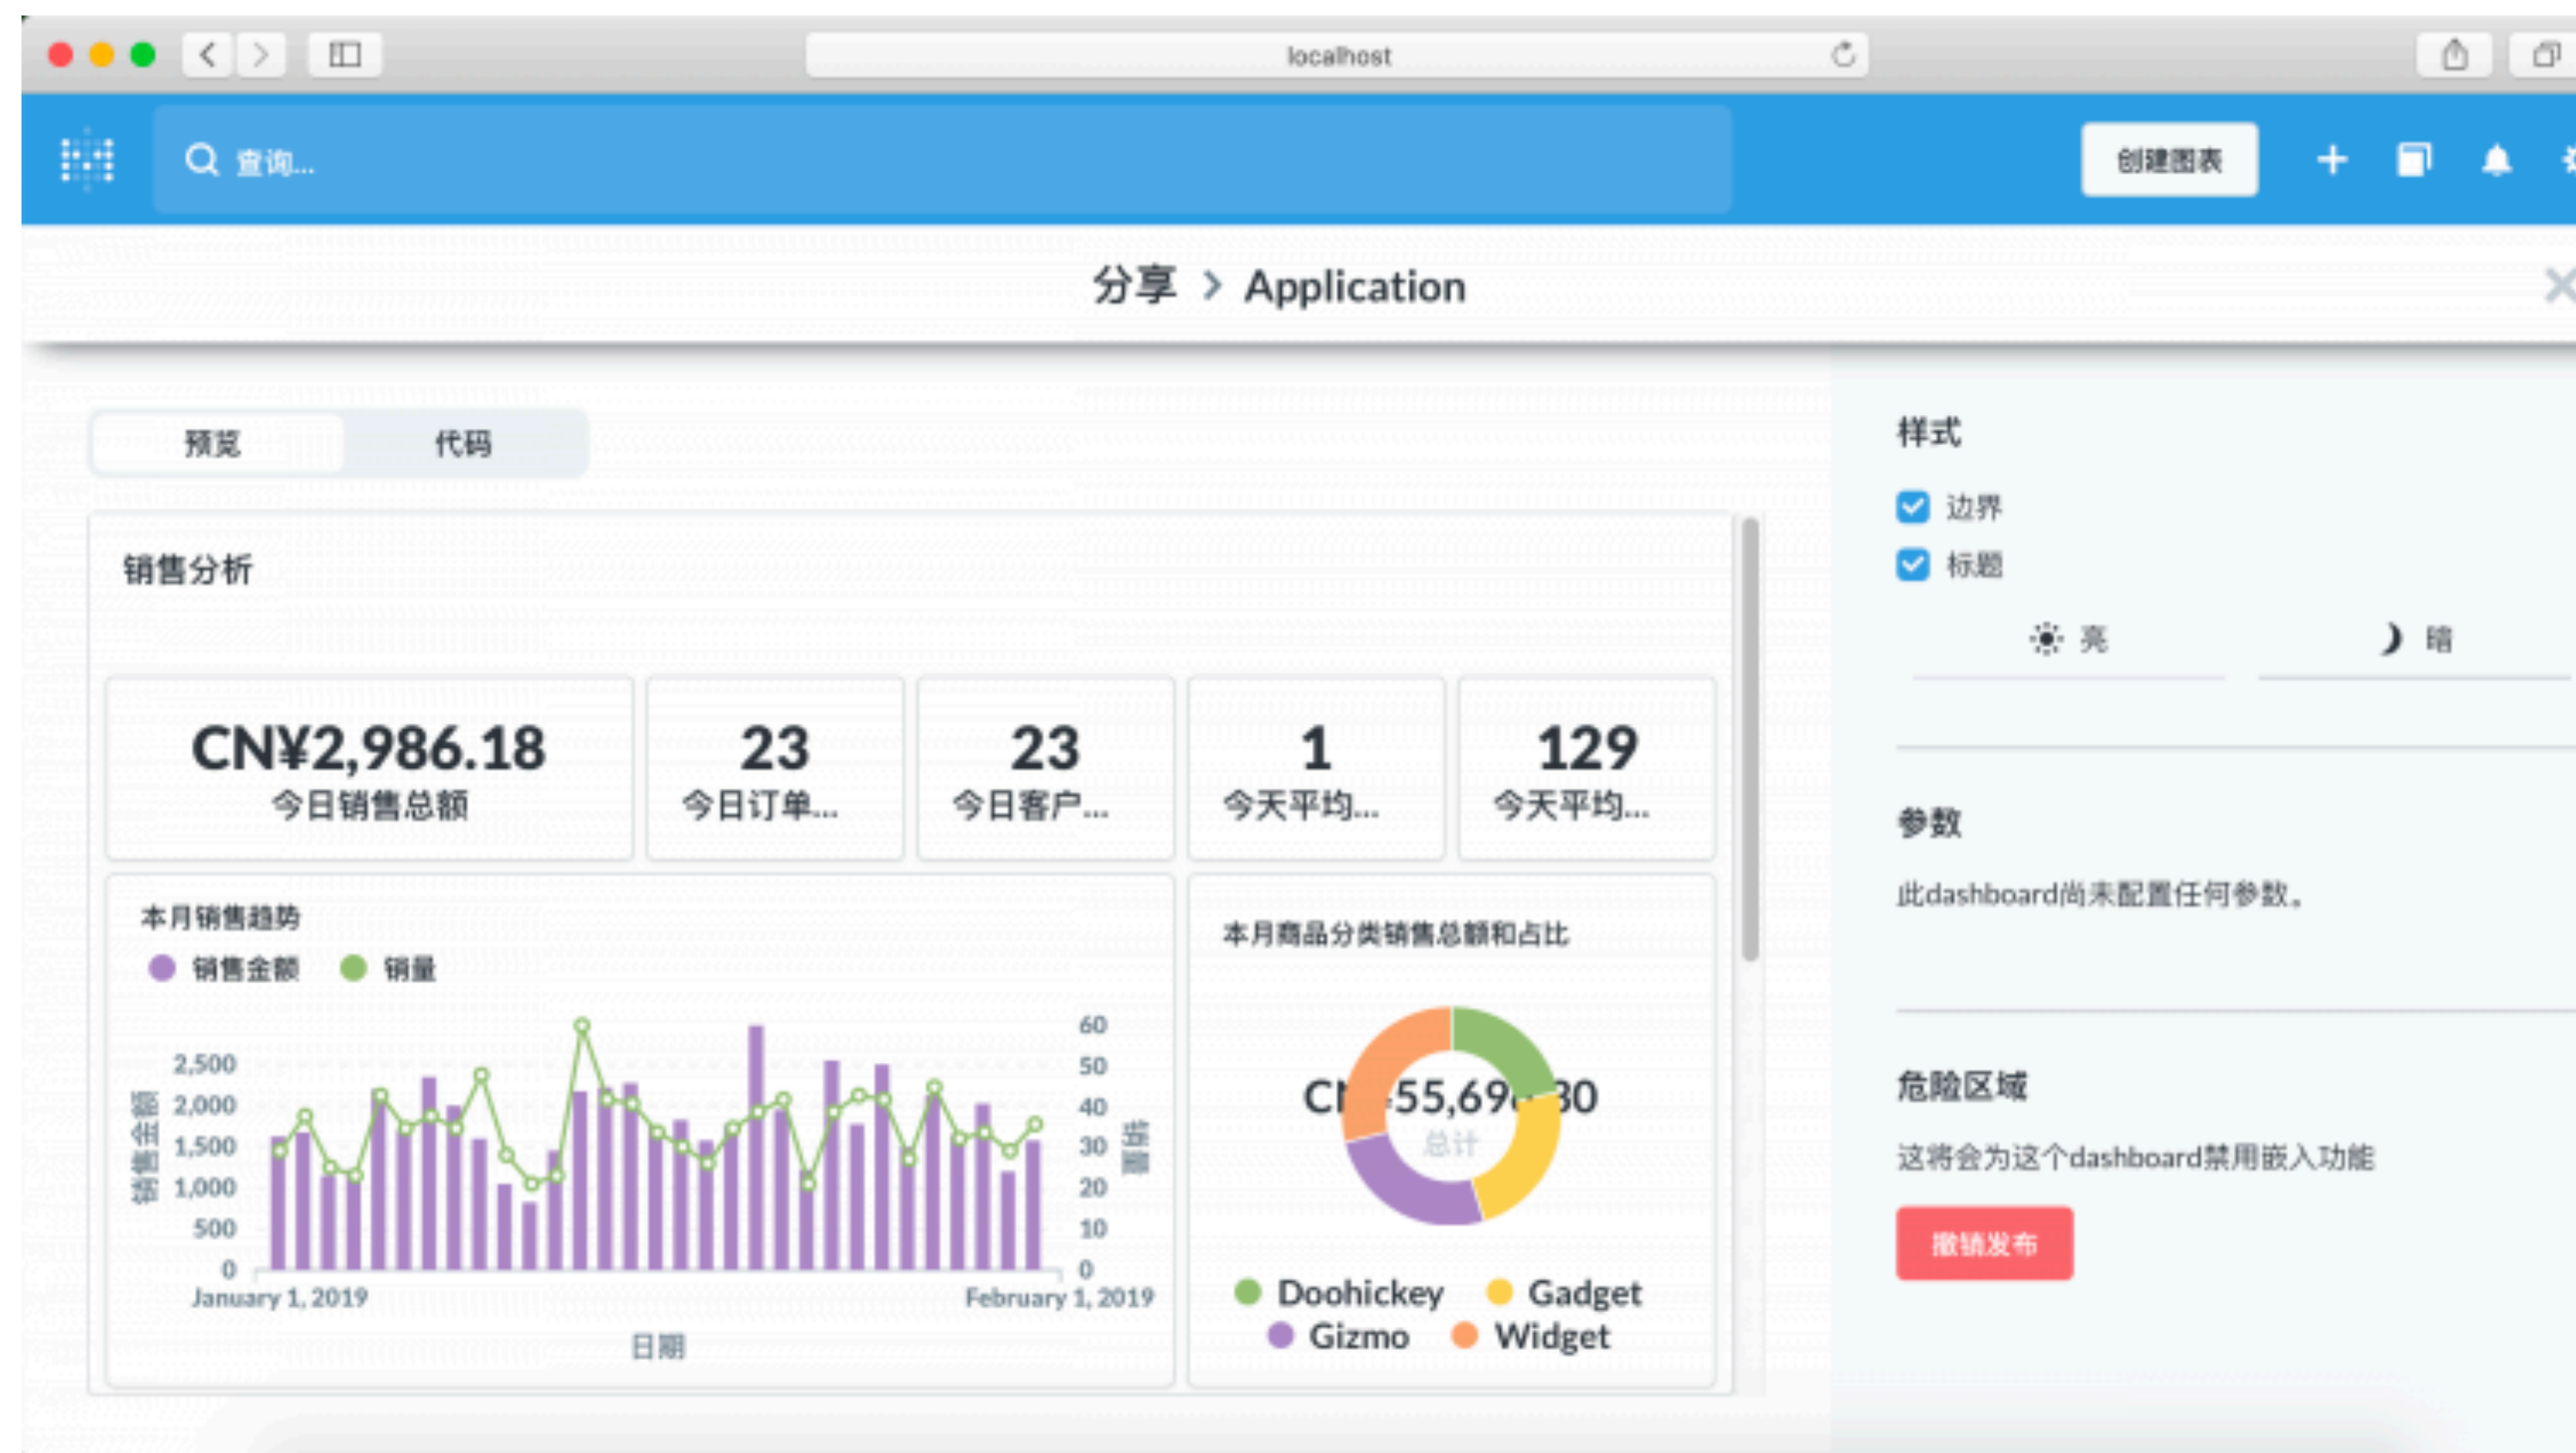 localhost
查询...
创建图表
分享 > Application
预览 代码
销售分析
CN¥2,986.18
今日销售总额
23
今日订单...
23
今日客户...
1
今天平均...
129
今天平均...
本月销售趋势
销售金额 销量
销售金额
2,500
2,000
1,500
1,000
500
0
60
50
40
30
20
10
0
销量
January 1, 2019 February 1, 2019
日期
本月商品分类销售总额和占比
总计
Doohickey Gadget
Gizmo Widget
样式
边界
标题
亮 暗
参数
此dashboard尚未配置任何参数。
危险区域
这将会为这个dashboard禁用嵌入功能
撤销发布